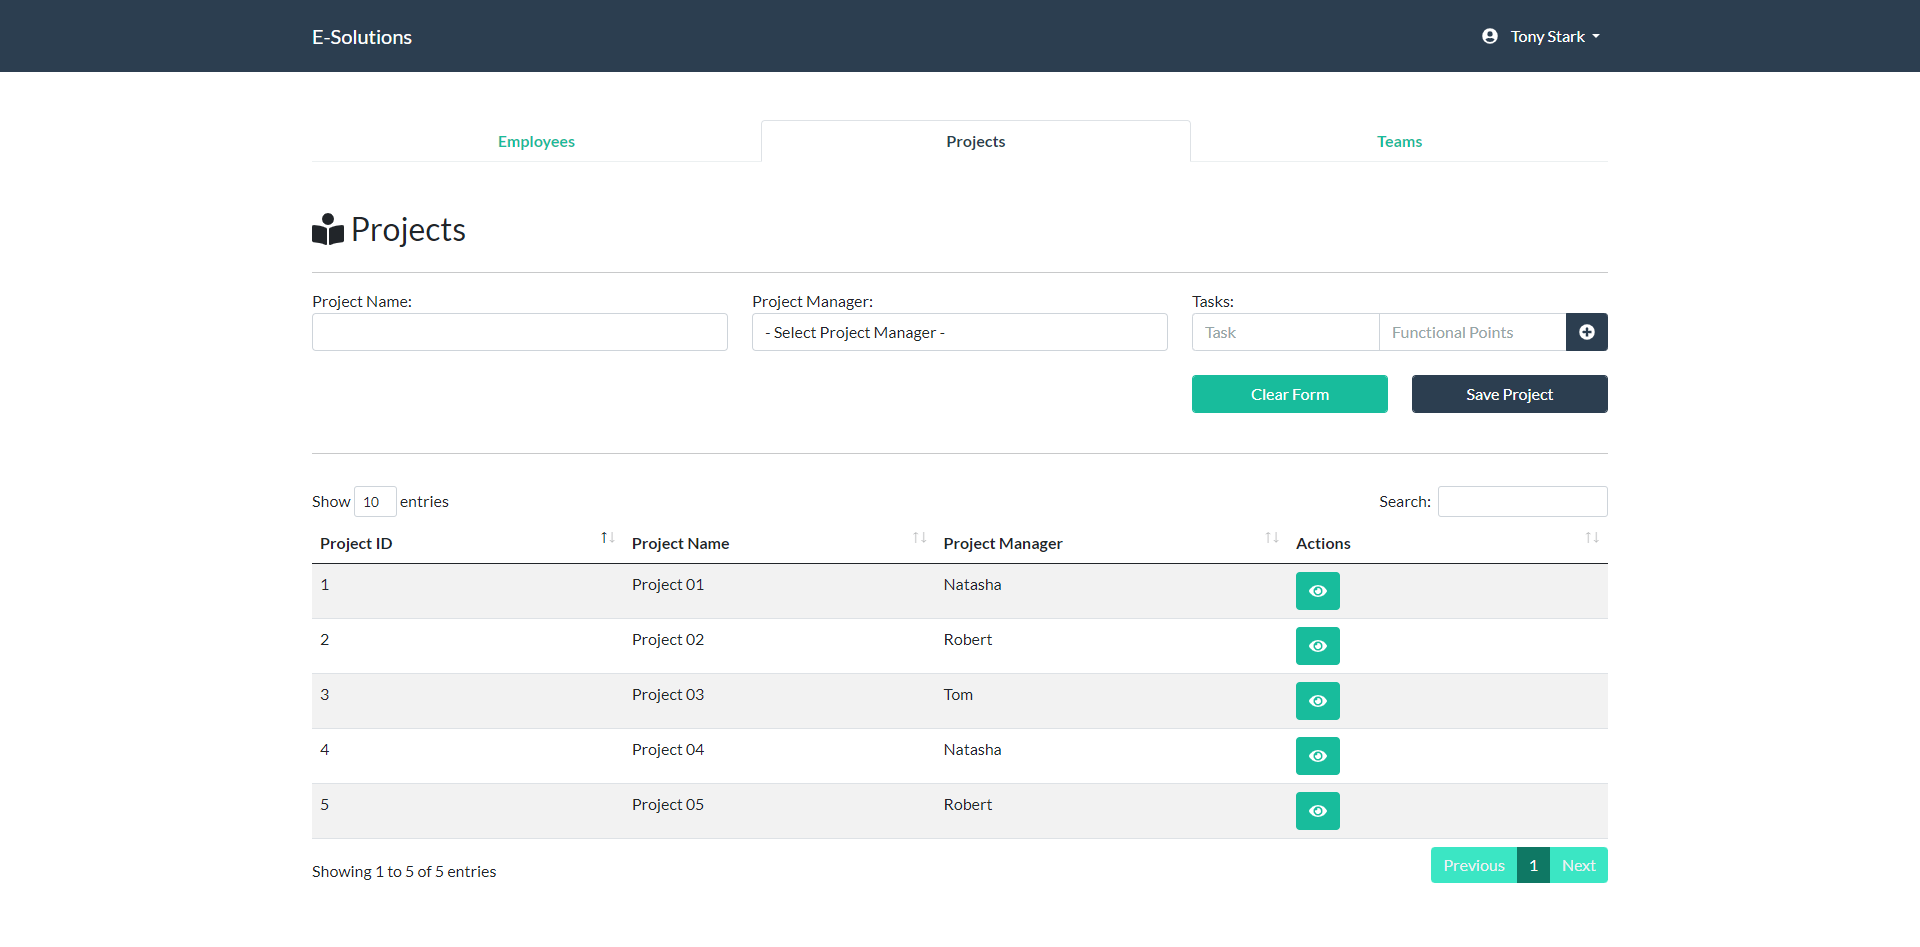 E-Solutions
Tony Stark
Employees Projects Teams
Projects
Project Name: Project Manager: Tasks:
- Select Project Manager - Task Functional Points
Clear Form Save Project
Show 10 entries Search:
Project ID Project Name Project Manager Actions
1 Project 01 Natasha
2 Project 02 Robert
3 Project 03 Tom
4 Project 04 Natasha
5 Project 05 Robert
Showing 1 to 5 of 5 entries Previous 1 Next